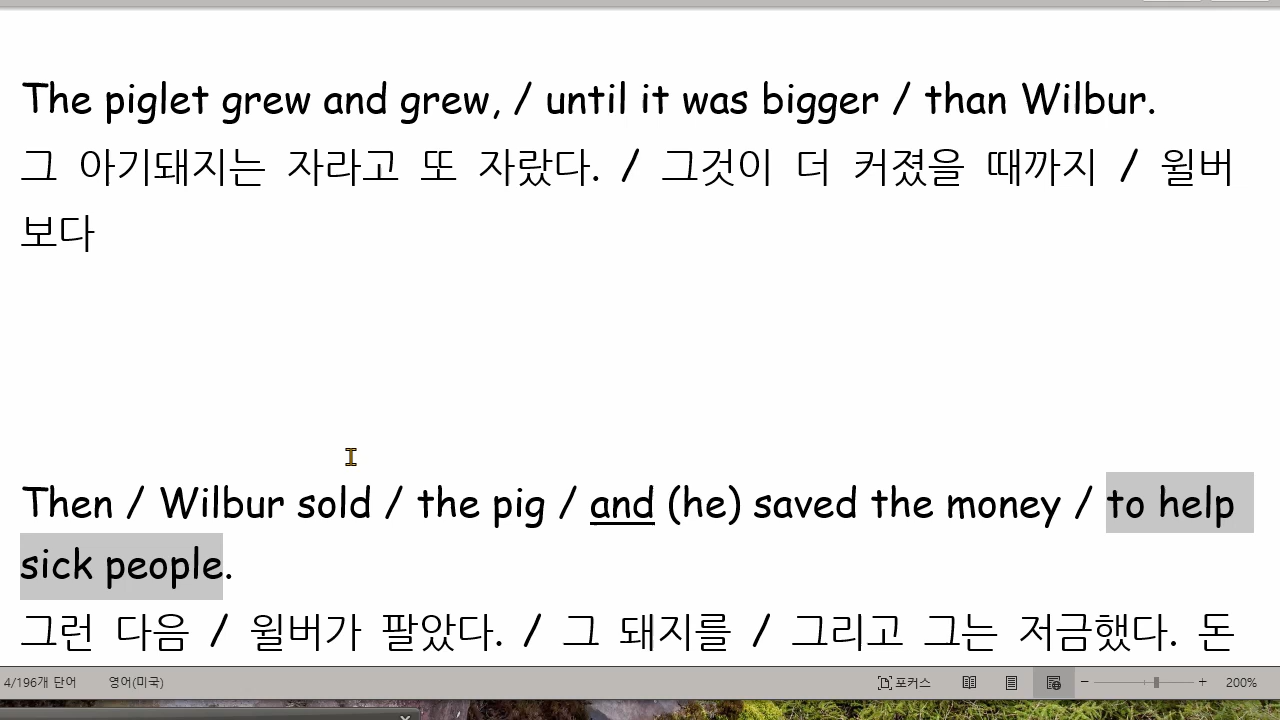 The piglet grew and grew, / until it was bigger / than Wilbur.
그 아기돼지는 자라고 또 자랐다. / 그것이 더 커졌을 때까지 / 윌버
보다
Then / Wilbur sold / the pig / and (he) saved the money / to help
sick people.
그런 다음 / 윌버가 팔았다. / 그 돼지를 / 그리고 그는 저금했다. 돈
4/196개 단어 영어(미국) 포커스 200%